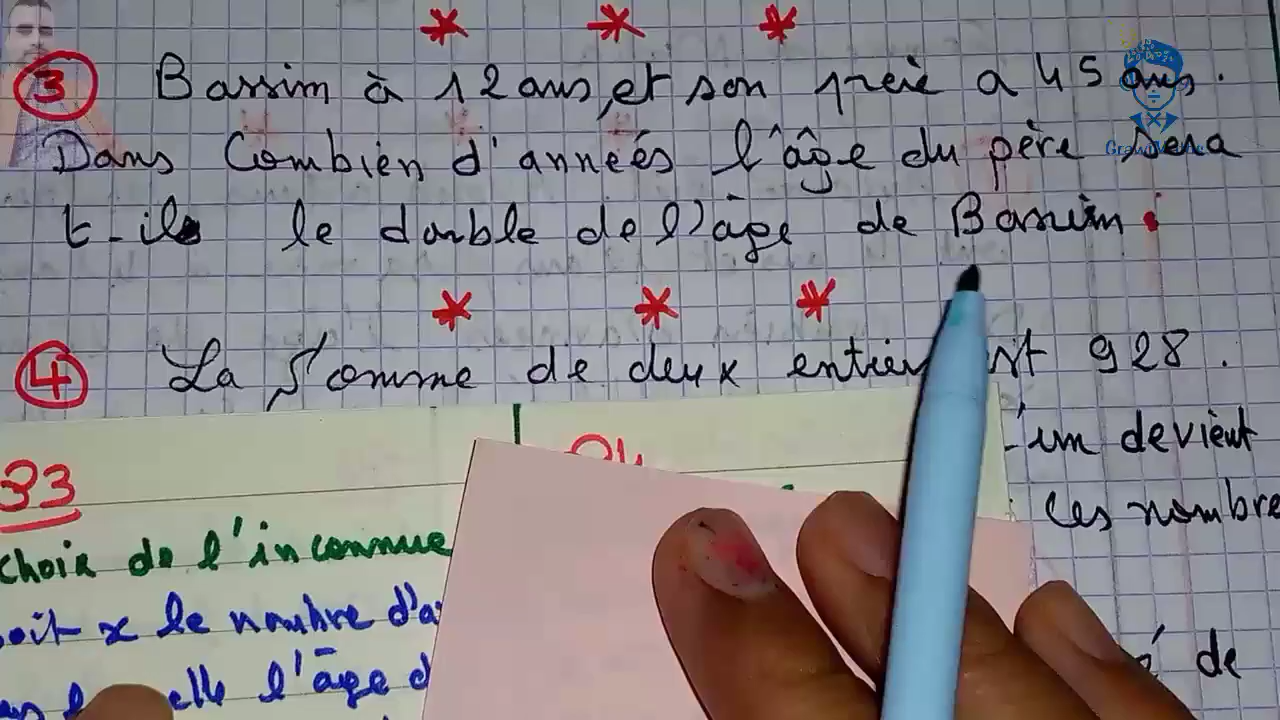 3 Bassim à 12 ans, et son père a 45 ans.
Dans Combien d'années l'âge du père sera
t-il le double de l'âge de Bassim
4 La Somme de deux entiers 928.
l'un devient
ces nombre
33
choix de l'inconnue
soit x le nombre d'a
elle l'âge d
de